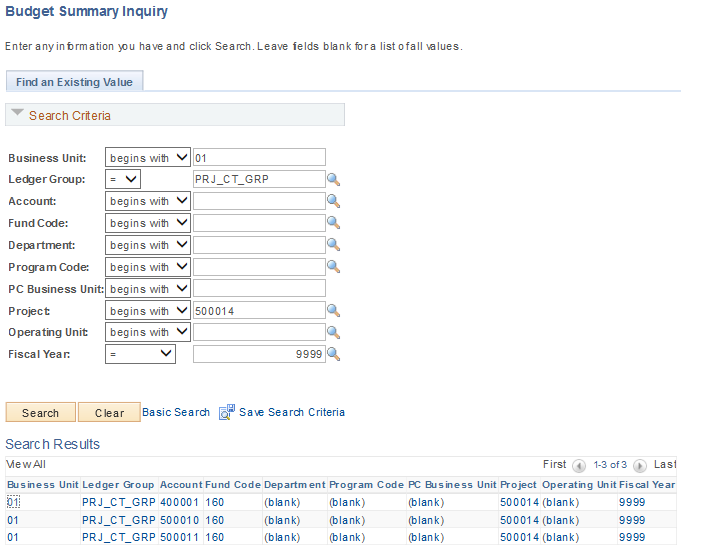 Budget Summary Inquiry
Enter any information you have and click Search. Leave fields blank for a list of all values.
Find an Existing Value
Search Criteria
Business Unit: begins with 01
Ledger Group: = PRJ_CT_GRP
Account: begins with
Fund Code: begins with
Department: begins with
Program Code: begins with
PC Business Unit: begins with
Project: begins with 500014
Operating Unit: begins with
Fiscal Year: = 9999
Search Clear Basic Search Save Search Criteria
Search Results
View All First 1-3 of 3 Last
Business Unit Ledger Group Account Fund Code Department Program Code PC Business Unit Project Operating Unit Fiscal Year
01 PRJ_CT_GRP 400001 160 (blank) (blank) (blank) 500014 (blank) 9999
01 PRJ_CT_GRP 500010 160 (blank) (blank) (blank) 500014 (blank) 9999
01 PRJ_CT_GRP 500011 160 (blank) (blank) (blank) 500014 (blank) 9999